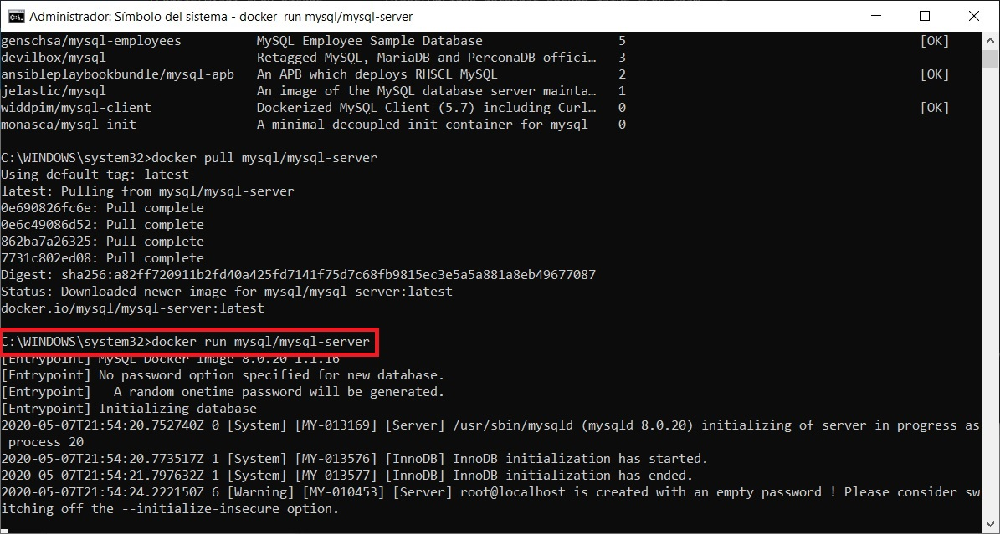 Administrador: Símbolo del sistema - docker  run mysql/mysql-server
genschsa/mysql-employees MySQL Employee Sample Database 5 [OK]
devilbox/mysql Retagged MySQL, MariaDB and PerconaDB offici… 3
ansibleplaybookbundle/mysql-apb An APB which deploys RHSCL MySQL 2 [OK]
jelastic/mysql An image of the MySQL database server mainta… 1
widdpim/mysql-client Dockerized MySQL Client (5.7) including Curl… 0 [OK]
monasca/mysql-init A minimal decoupled init container for mysql 0
C:\WINDOWS\system32>docker pull mysql/mysql-server
Using default tag: latest
latest: Pulling from mysql/mysql-server
0e690826fc6e: Pull complete
0e6c49086d52: Pull complete
862ba7a26325: Pull complete
7731c802ed08: Pull complete
Digest: sha256:a82ff720911b2fd40a425fd7141f75d7c68fb9815ec3e5a5a881a8eb49677087
Status: Downloaded newer image for mysql/mysql-server:latest
docker.io/mysql/mysql-server:latest
C:\WINDOWS\system32>docker run mysql/mysql-server
[Entrypoint] MySQL Docker Image 8.0.20-1.1.16
[Entrypoint] No password option specified for new database.
[Entrypoint]   A random onetime password will be generated.
[Entrypoint] Initializing database
2020-05-07T21:54:20.752740Z 0 [System] [MY-013169] [Server] /usr/sbin/mysqld (mysqld 8.0.20) initializing of server in progress as
process 20
2020-05-07T21:54:20.773517Z 1 [System] [MY-013576] [InnoDB] InnoDB initialization has started.
2020-05-07T21:54:21.797632Z 1 [System] [MY-013577] [InnoDB] InnoDB initialization has ended.
2020-05-07T21:54:24.222150Z 6 [Warning] [MY-010453] [Server] root@localhost is created with an empty password ! Please consider sw
itching off the --initialize-insecure option.